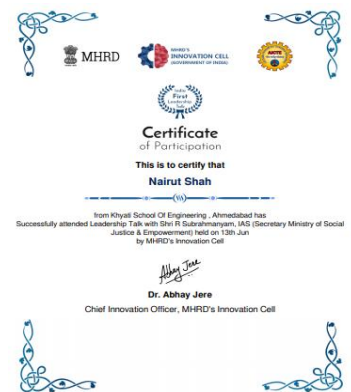 MHRD
MHRD'S
INNOVATION CELL
(GOVERNMENT OF INDIA)
AICTE
India
First
Leadership
Talk
Certificate
of Participation
This is to certify that
Nairut Shah
from Khyati School Of Engineering , Ahmedabad has
Successfully attended Leadership Talk with Shri R Subrahmanyam, IAS (Secretary Ministry of Social
Justice & Empowerment) held on 13th Jun
by MHRD's Innovation Cell
Abhay Jere
Dr. Abhay Jere
Chief Innovation Officer, MHRD's Innovation Cell